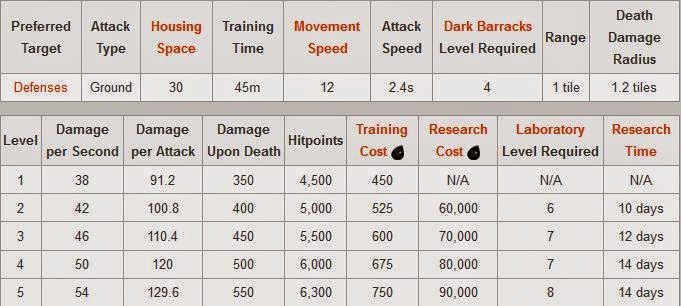 Preferred Target Attack Type Housing Space Training Time Movement Speed Attack Speed Dark Barracks Level Required Range Death Damage Radius
Defenses Ground 30 45m 12 2.4s 4 1 tile 1.2 tiles
Level Damage per Second Damage per Attack Damage Upon Death Hitpoints Training Cost Research Cost Laboratory Level Required Research Time
1 38 91.2 350 4,500 450 N/A N/A N/A
2 42 100.8 400 5,000 525 60,000 6 10 days
3 46 110.4 450 5,500 600 70,000 7 12 days
4 50 120 500 6,000 675 80,000 7 14 days
5 54 129.6 550 6,300 750 90,000 8 14 days